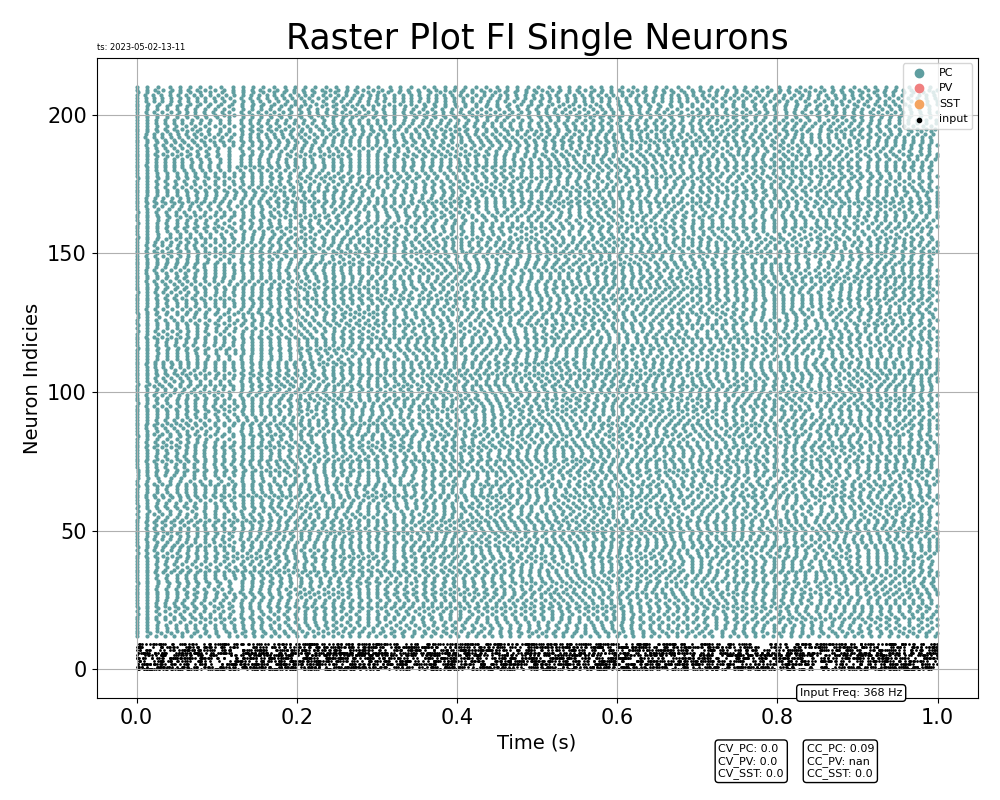 Raster Plot FI Single Neurons
ts: 2023-05-02-13-11
PC
PV
SST
input
200
150
100
50
0
Neuron Indicies
0.0 0.2 0.4 0.6 0.8 1.0
Time (s)
Input Freq: 368 Hz
CV_PC: 0.0
CV_PV: 0.0
CV_SST: 0.0
CC_PC: 0.09
CC_PV: nan
CC_SST: 0.0